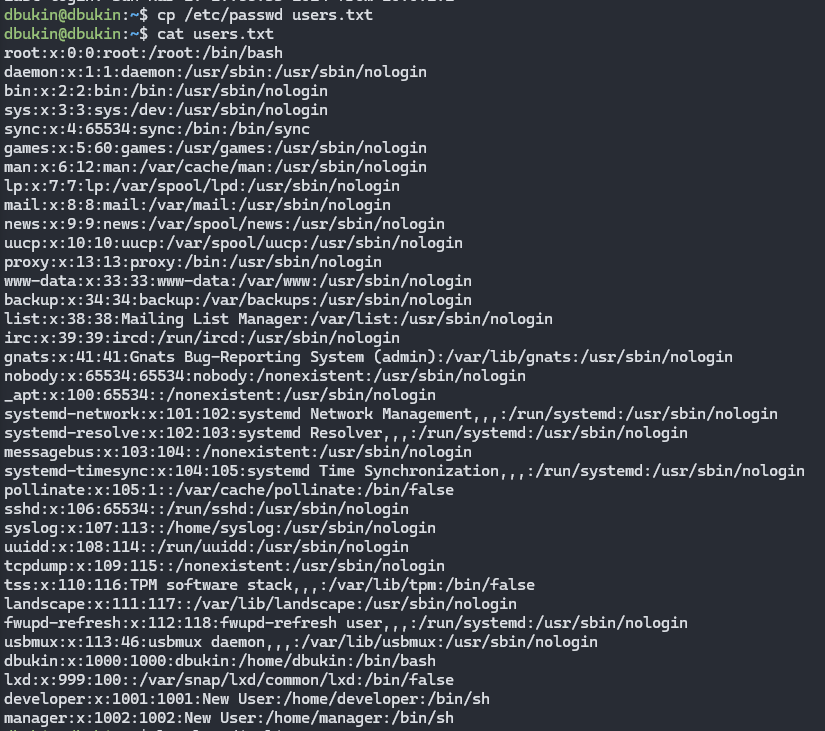 dbukin@dbukin:~$ cp /etc/passwd users.txt
dbukin@dbukin:~$ cat users.txt
root:x:0:0:root:/root:/bin/bash
daemon:x:1:1:daemon:/usr/sbin:/usr/sbin/nologin
bin:x:2:2:bin:/bin:/usr/sbin/nologin
sys:x:3:3:sys:/dev:/usr/sbin/nologin
sync:x:4:65534:sync:/bin:/bin/sync
games:x:5:60:games:/usr/games:/usr/sbin/nologin
man:x:6:12:man:/var/cache/man:/usr/sbin/nologin
lp:x:7:7:lp:/var/spool/lpd:/usr/sbin/nologin
mail:x:8:8:mail:/var/mail:/usr/sbin/nologin
news:x:9:9:news:/var/spool/news:/usr/sbin/nologin
uucp:x:10:10:uucp:/var/spool/uucp:/usr/sbin/nologin
proxy:x:13:13:proxy:/bin:/usr/sbin/nologin
www-data:x:33:33:www-data:/var/www:/usr/sbin/nologin
backup:x:34:34:backup:/var/backups:/usr/sbin/nologin
list:x:38:38:Mailing List Manager:/var/list:/usr/sbin/nologin
irc:x:39:39:ircd:/run/ircd:/usr/sbin/nologin
gnats:x:41:41:Gnats Bug-Reporting System (admin):/var/lib/gnats:/usr/sbin/nologin
nobody:x:65534:65534:nobody:/nonexistent:/usr/sbin/nologin
_apt:x:100:65534::/nonexistent:/usr/sbin/nologin
systemd-network:x:101:102:systemd Network Management,,,:/run/systemd:/usr/sbin/nologin
systemd-resolve:x:102:103:systemd Resolver,,,:/run/systemd:/usr/sbin/nologin
messagebus:x:103:104::/nonexistent:/usr/sbin/nologin
systemd-timesync:x:104:105:systemd Time Synchronization,,,:/run/systemd:/usr/sbin/nologin
pollinate:x:105:1::/var/cache/pollinate:/bin/false
sshd:x:106:65534::/run/sshd:/usr/sbin/nologin
syslog:x:107:113::/home/syslog:/usr/sbin/nologin
uuidd:x:108:114::/run/uuidd:/usr/sbin/nologin
tcpdump:x:109:115::/nonexistent:/usr/sbin/nologin
tss:x:110:116:TPM software stack,,,:/var/lib/tpm:/bin/false
landscape:x:111:117::/var/lib/landscape:/usr/sbin/nologin
fwupd-refresh:x:112:118:fwupd-refresh user,,,:/run/systemd:/usr/sbin/nologin
usbmux:x:113:46:usbmux daemon,,,:/var/lib/usbmux:/usr/sbin/nologin
dbukin:x:1000:1000:dbukin:/home/dbukin:/bin/bash
lxd:x:999:100::/var/snap/lxd/common/lxd:/bin/false
developer:x:1001:1001:New User:/home/developer:/bin/sh
manager:x:1002:1002:New User:/home/manager:/bin/sh